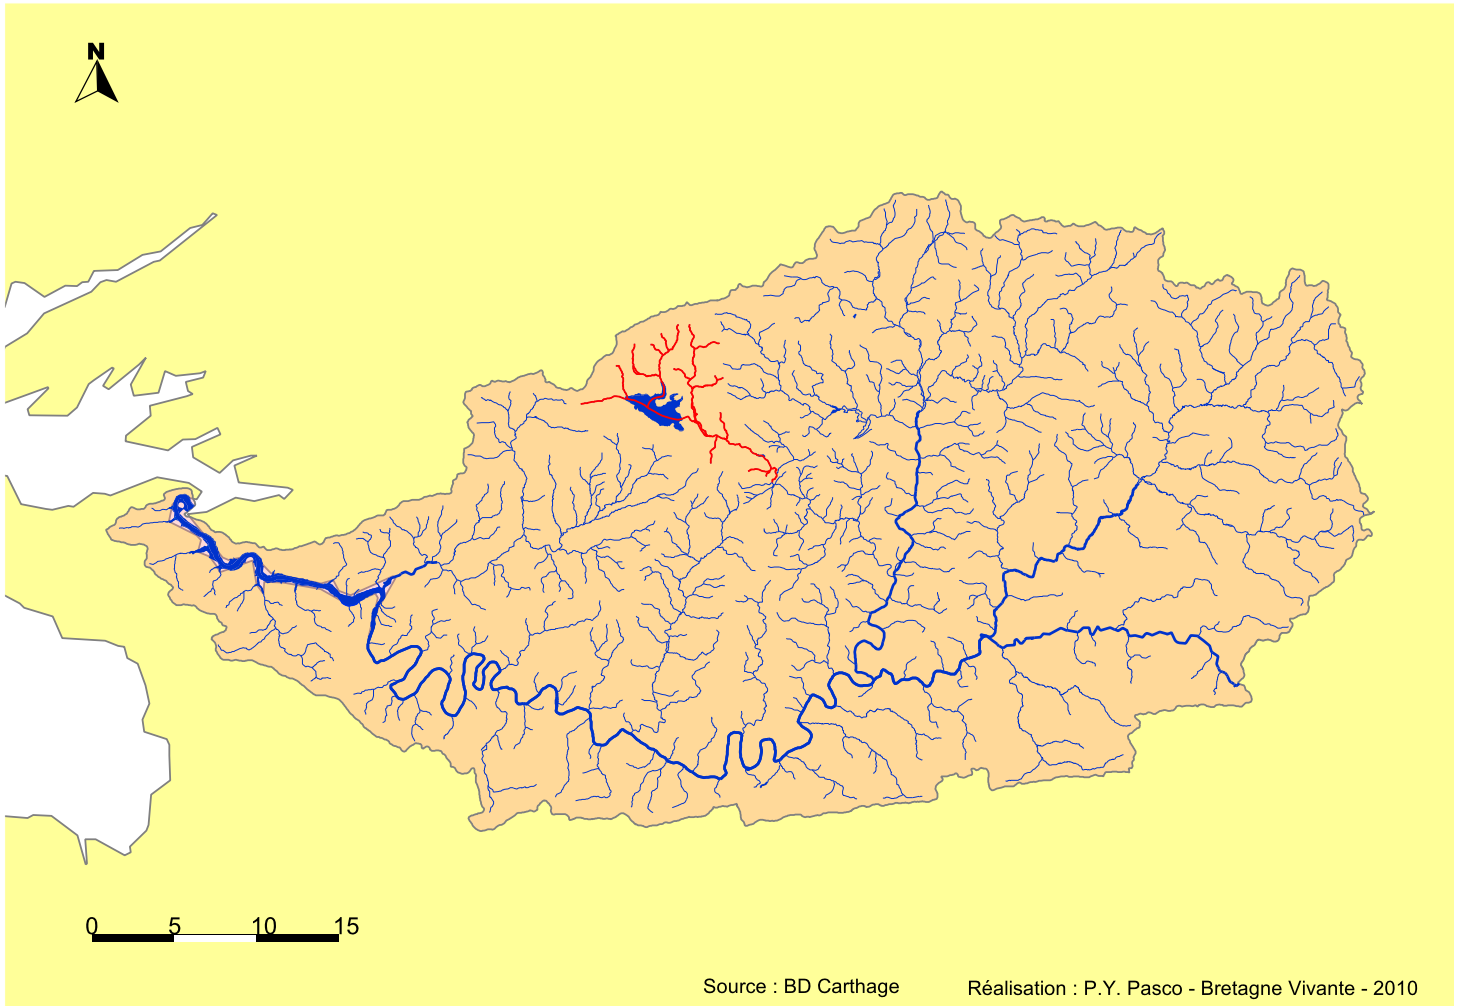 N
0 5 10 15
Source : BD Carthage
Réalisation : P.Y. Pasco - Bretagne Vivante - 2010